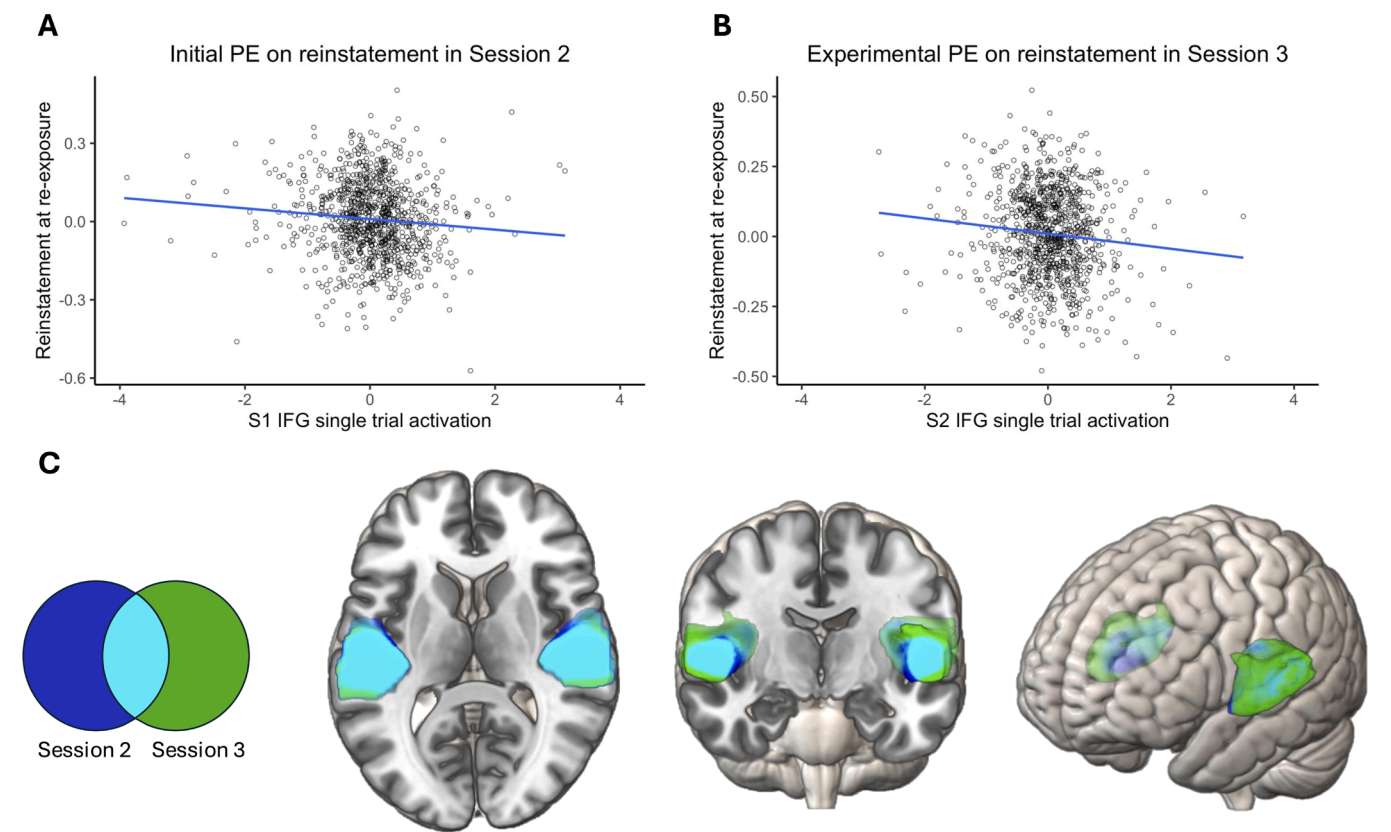 A
Initial PE on reinstatement in Session 2
Reinstatement at re-exposure
0.3
0.0
-0.3
-0.6
-4 -2 0 2 4
S1 IFG single trial activation
B
Experimental PE on reinstatement in Session 3
Reinstatement at re-exposure
0.50
0.25
0.00
-0.25
-0.50
-4 -2 0 2 4
S2 IFG single trial activation
C
Session 2 Session 3